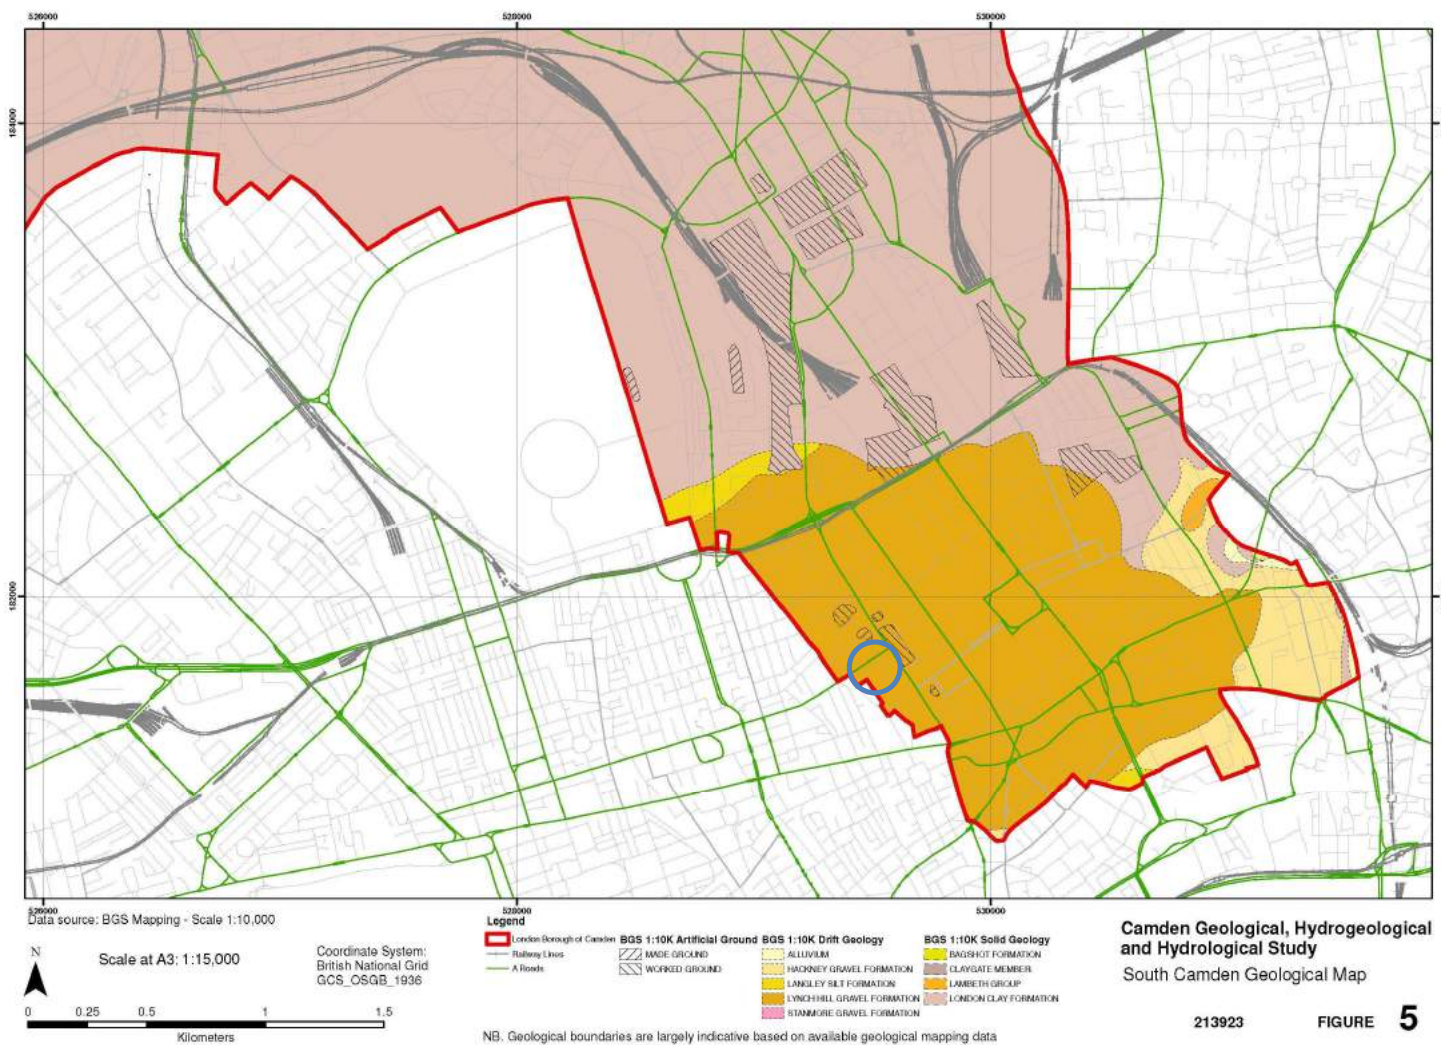 526000 528000 530000
184000
182000
526000 528000 530000
Data source: BGS Mapping - Scale 1:10,000
N
Scale at A3: 1:15,000
Coordinate System:
British National Grid
GCS_OSGB_1936
0 0.25 0.5 1 1.5
Kilometers
Legend
London Borough of Camden
Railway Lines
A Roads
BGS 1:10K Artificial Ground
MADE GROUND
WORKED GROUND
BGS 1:10K Drift Geology
ALLUVIUM
HACKNEY GRAVEL FORMATION
LANGLEY SILT FORMATION
LYNCH HILL GRAVEL FORMATION
STANMORE GRAVEL FORMATION
BGS 1:10K Solid Geology
BAGSHOT FORMATION
CLAYGATE MEMBER
LAMBETH GROUP
LONDON CLAY FORMATION
NB. Geological boundaries are largely indicative based on available geological mapping data
Camden Geological, Hydrogeological
and Hydrological Study
South Camden Geological Map
213923 FIGURE 5